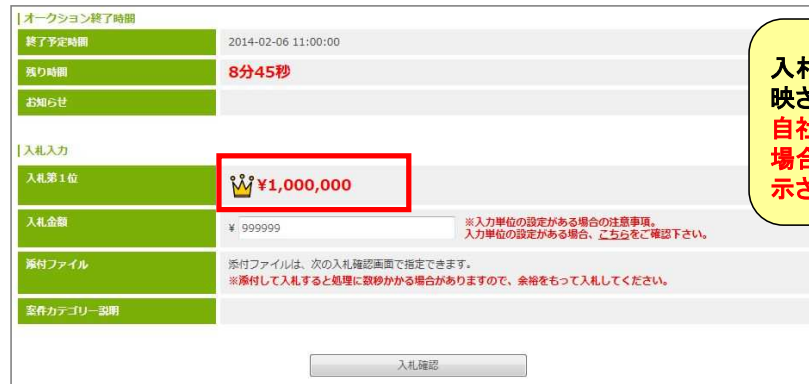 オークション終了時間
終了予定時間 2014-02-06 11:00:00
残り時間 8分45秒
お知らせ
入札入力
入札第1位 ¥1,000,000
入札金額 ¥ 999999 ※入力単位の設定がある場合の注意事項。
入力単位の設定がある場合、こちらをご確認下さい。
添付ファイル 添付ファイルは、次の入札確認画面で指定できます。
※添付して入札すると処理に数秒かかる場合がありますので、余裕をもって入札してください。
案件カテゴリー説明
入札確認
入札
映さ
自社
場合
示さ